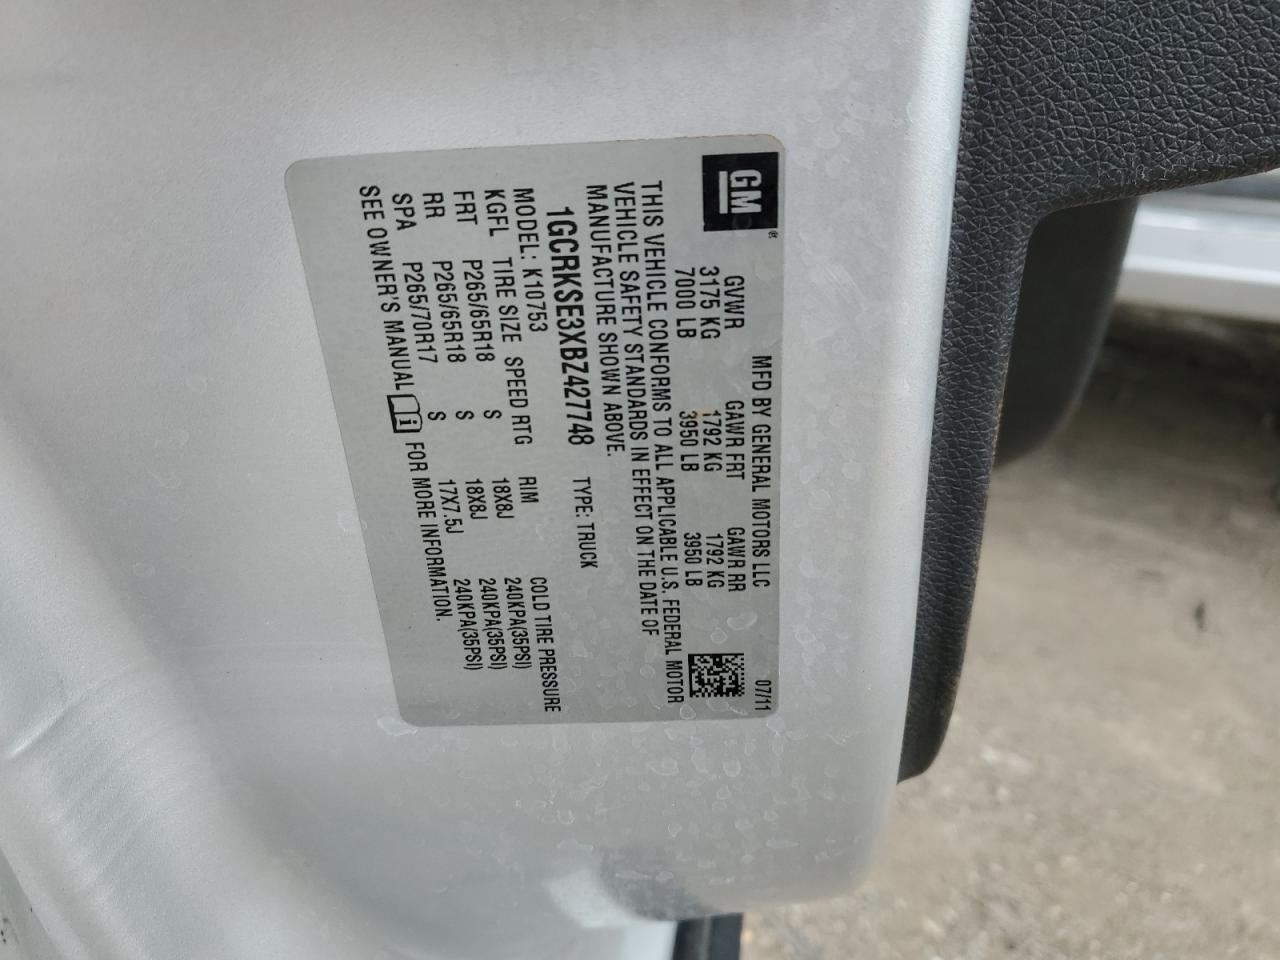 GM®
MFD BY GENERAL MOTORS LLC 07/11
GVWR GAWR FRT GAWR RR
3175 KG 1792 KG 1792 KG
7000 LB 3950 LB 3950 LB
THIS VEHICLE CONFORMS TO ALL APPLICABLE U.S. FEDERAL MOTOR
VEHICLE SAFETY STANDARDS IN EFFECT ON THE DATE OF
MANUFACTURE SHOWN ABOVE.
1GCRKSE3XBZ427748 TYPE: TRUCK
MODEL: K10753
KGFL TIRE SIZE SPEED RTG RIM COLD TIRE PRESSURE
FRT P265/65R18 S 18X8J 240KPA(35PSI)
RR P265/65R18 S 18X8J 240KPA(35PSI)
SPA P265/70R17 S 17X7.5J 240KPA(35PSI)
SEE OWNER'S MANUAL i FOR MORE INFORMATION.